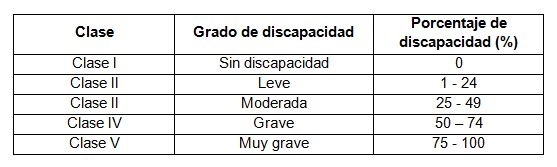 Clase Grado de discapacidad Porcentaje de discapacidad (%)
Clase I Sin discapacidad 0
Clase II Leve 1 - 24
Clase II Moderada 25 - 49
Clase IV Grave 50 – 74
Clase V Muy grave 75 - 100